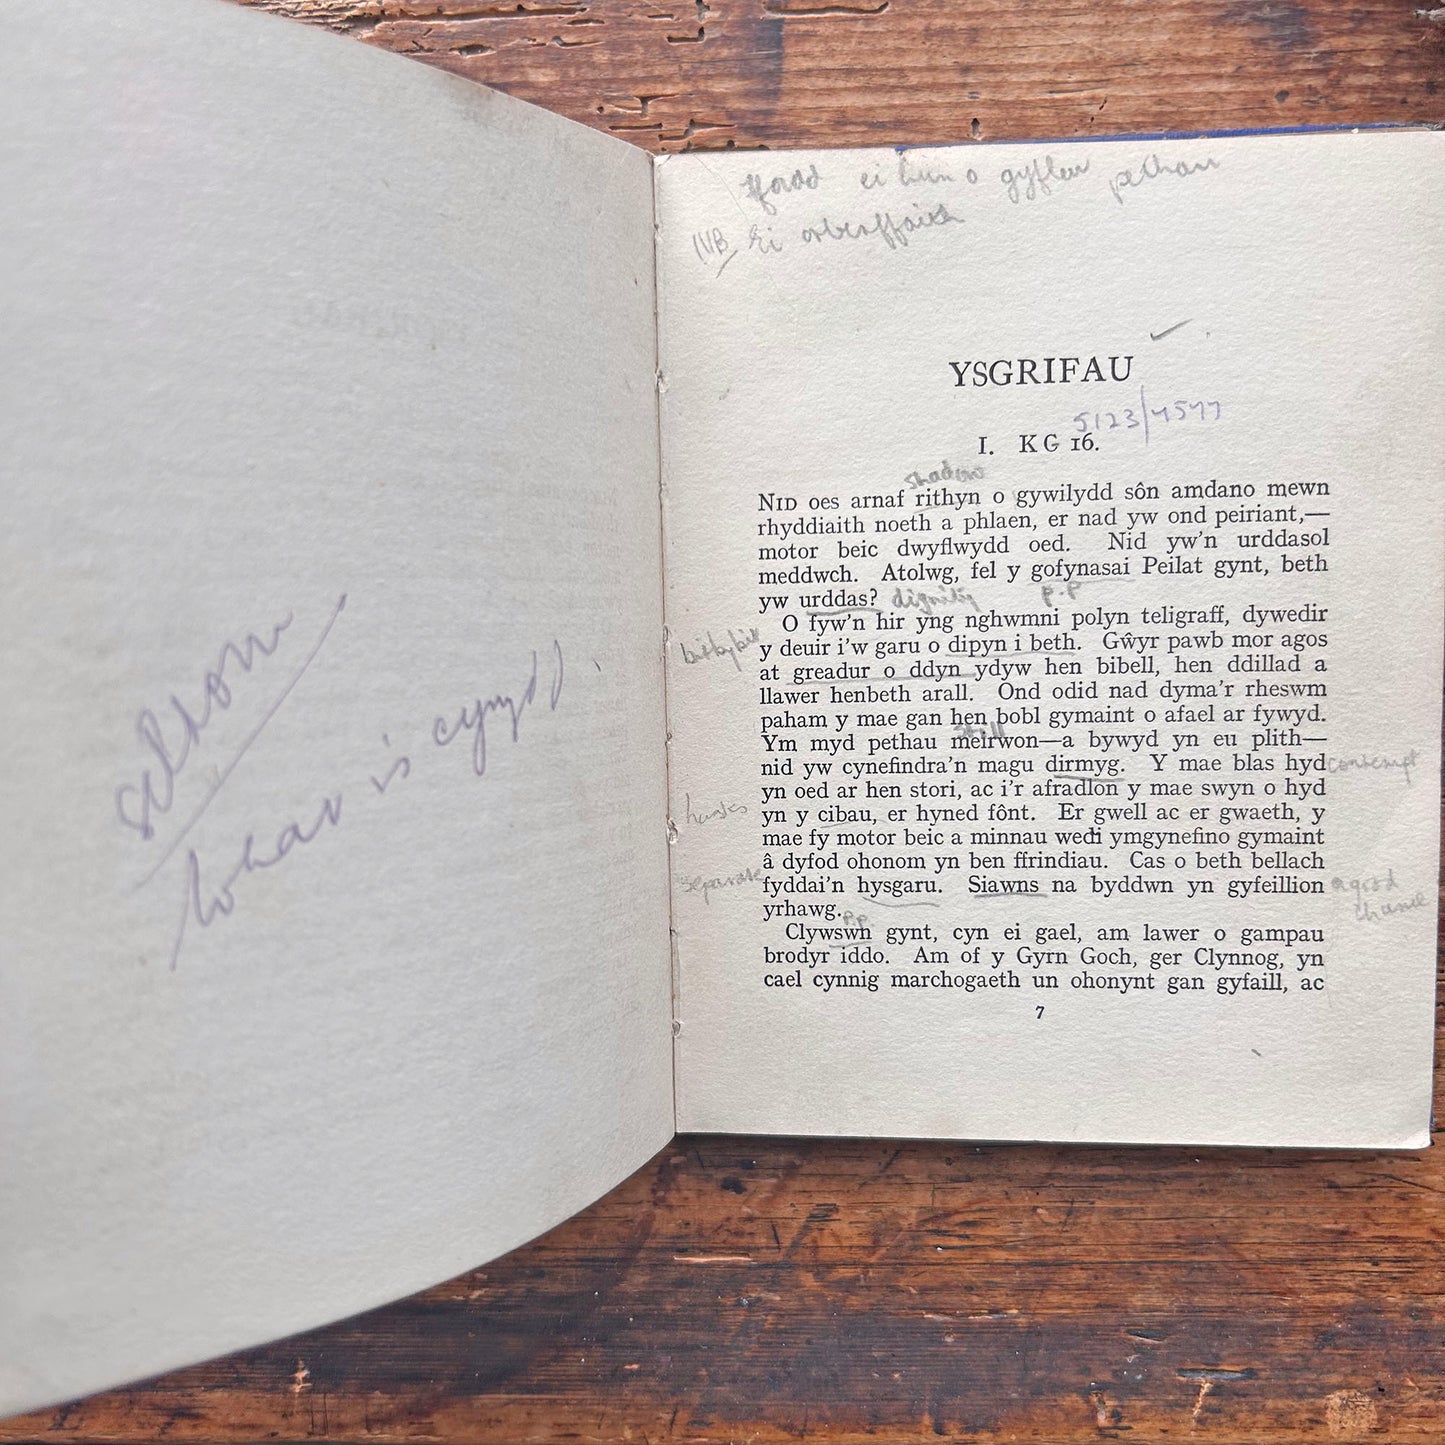 seldom
what is cynydd.
ffordd ei hun o gyfleu pethau
NB Ei arbenffaith
YSGRIFAU
5123/4577
I. KG 16.
shadow
NID oes arnaf rithyn o gywilydd sôn amdano mewn
rhyddiaith noeth a phlaen, er nad yw ond peiriant,—
motor beic dwyflwydd oed. Nid yw'n urddasol
meddwch. Atolwg, fel y gofynasai Peilat gynt, beth
yw urddas? dignity p.p
O fyw'n hir yng nghwmni polyn teligraff, dywedir
bit by bit y deuir i'w garu o dipyn i beth. Gŵyr pawb mor agos
at greadur o ddyn ydyw hen bibell, hen ddillad a
llawer henbeth arall. Ond odid nad dyma'r rheswm
paham y mae gan hen bobl gymaint o afael ar fywyd.
still
Ym myd pethau meirwon—a bywyd yn eu plith—
nid yw cynefindra'n magu dirmyg. Y mae blas hyd contempt
yn oed ar hen stori, ac i'r afradlon y mae swyn o hyd
husks yn y cibau, er hyned fônt. Er gwell ac er gwaeth, y
mae fy motor beic a minnau wedi ymgynefino gymaint
â dyfod ohonom yn ben ffrindiau. Cas o beth bellach
separate fyddai'n hysgaru. Siawns na byddwn yn gyfeillion a good
chance
yrhawg.
p.p
Clywswn gynt, cyn ei gael, am lawer o gampau
brodyr iddo. Am of y Gyrn Goch, ger Clynnog, yn
cael cynnig marchogaeth un ohonynt gan gyfaill, ac
7